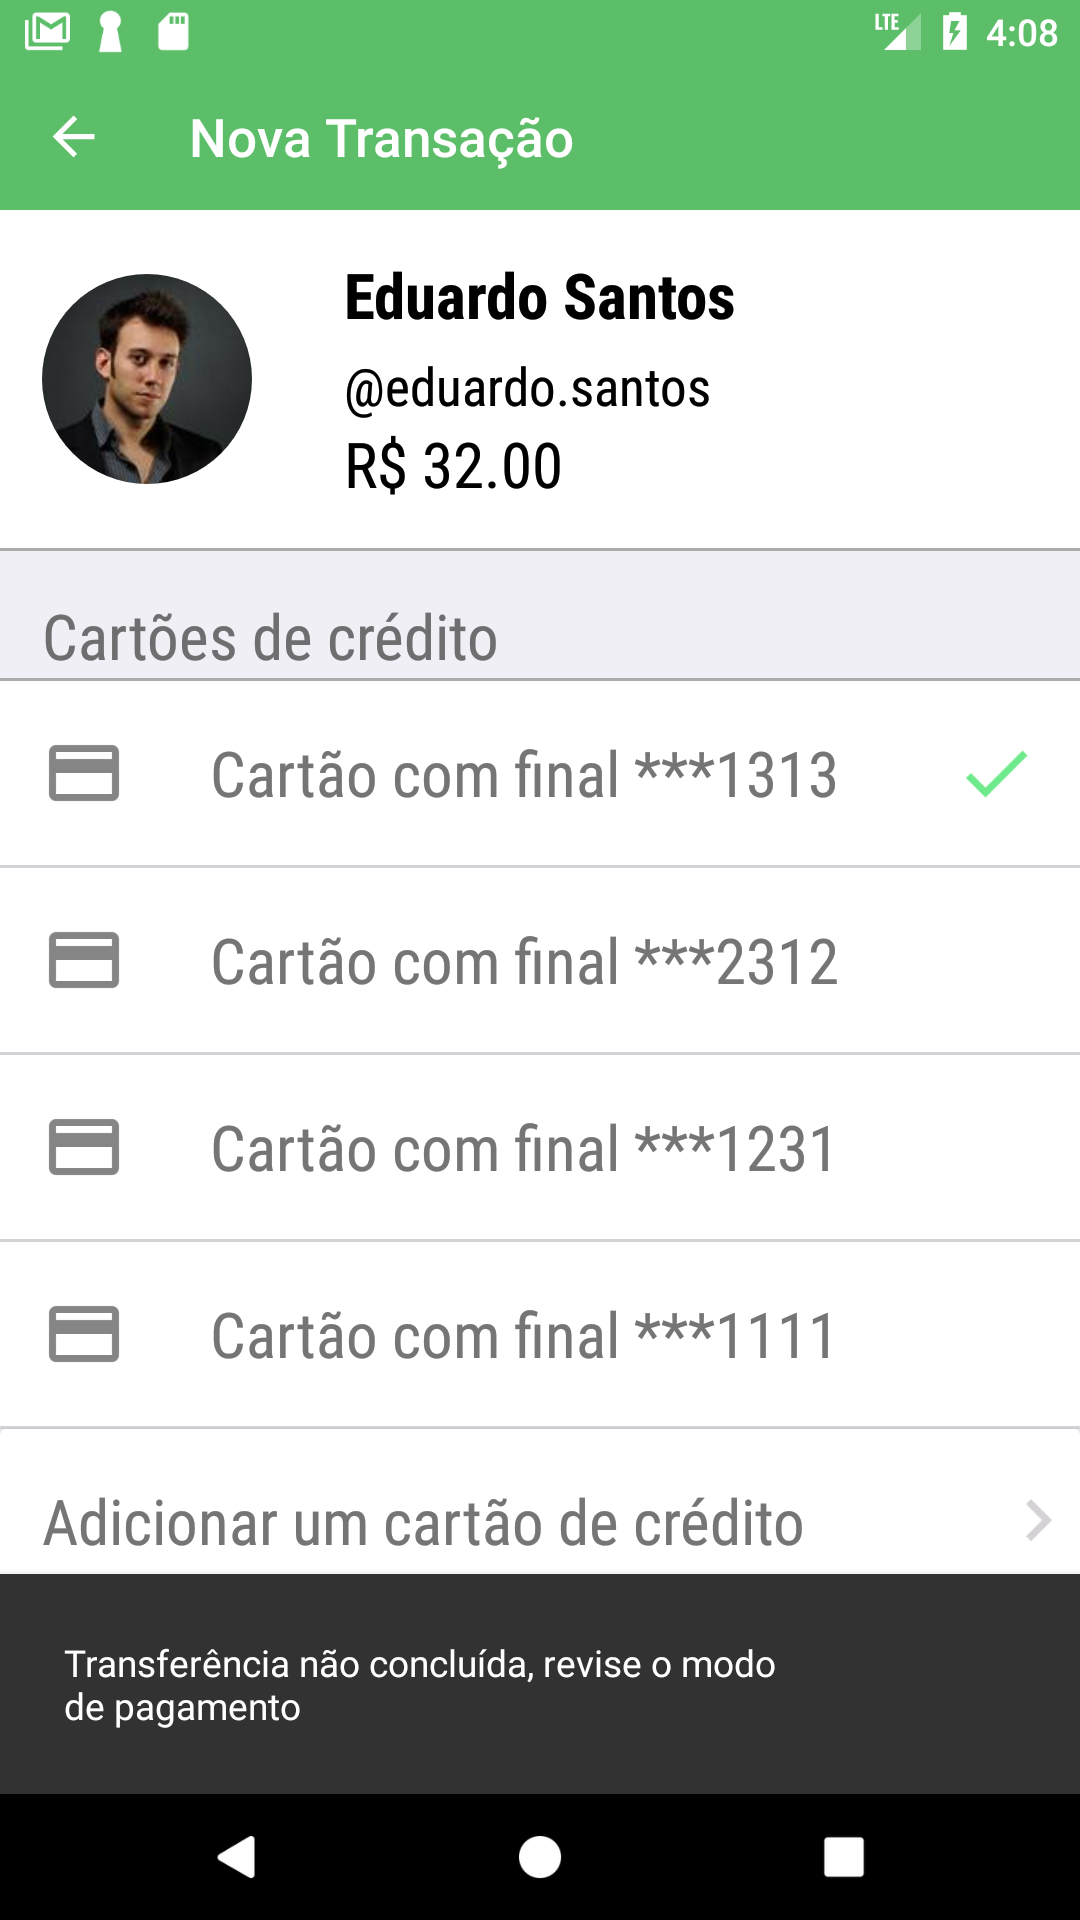 LTE 4:08
Nova Transação
Eduardo Santos
@eduardo.santos
R$ 32.00
Cartões de crédito
Cartão com final ***1313
Cartão com final ***2312
Cartão com final ***1231
Cartão com final ***1111
Adicionar um cartão de crédito
Transferência não concluída, revise o modo
de pagamento